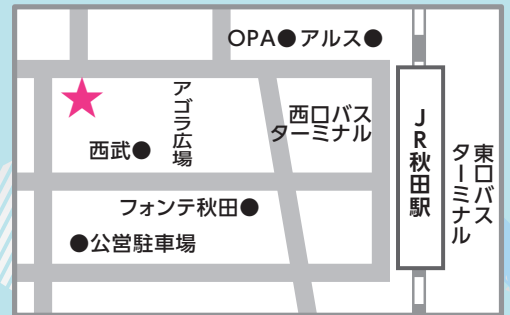 OPA●アルス●
アゴラ広場
西武●
西口バス
ターミナル
JR秋田駅
東口バス
ターミナル
フォンテ秋田●
●公営駐車場